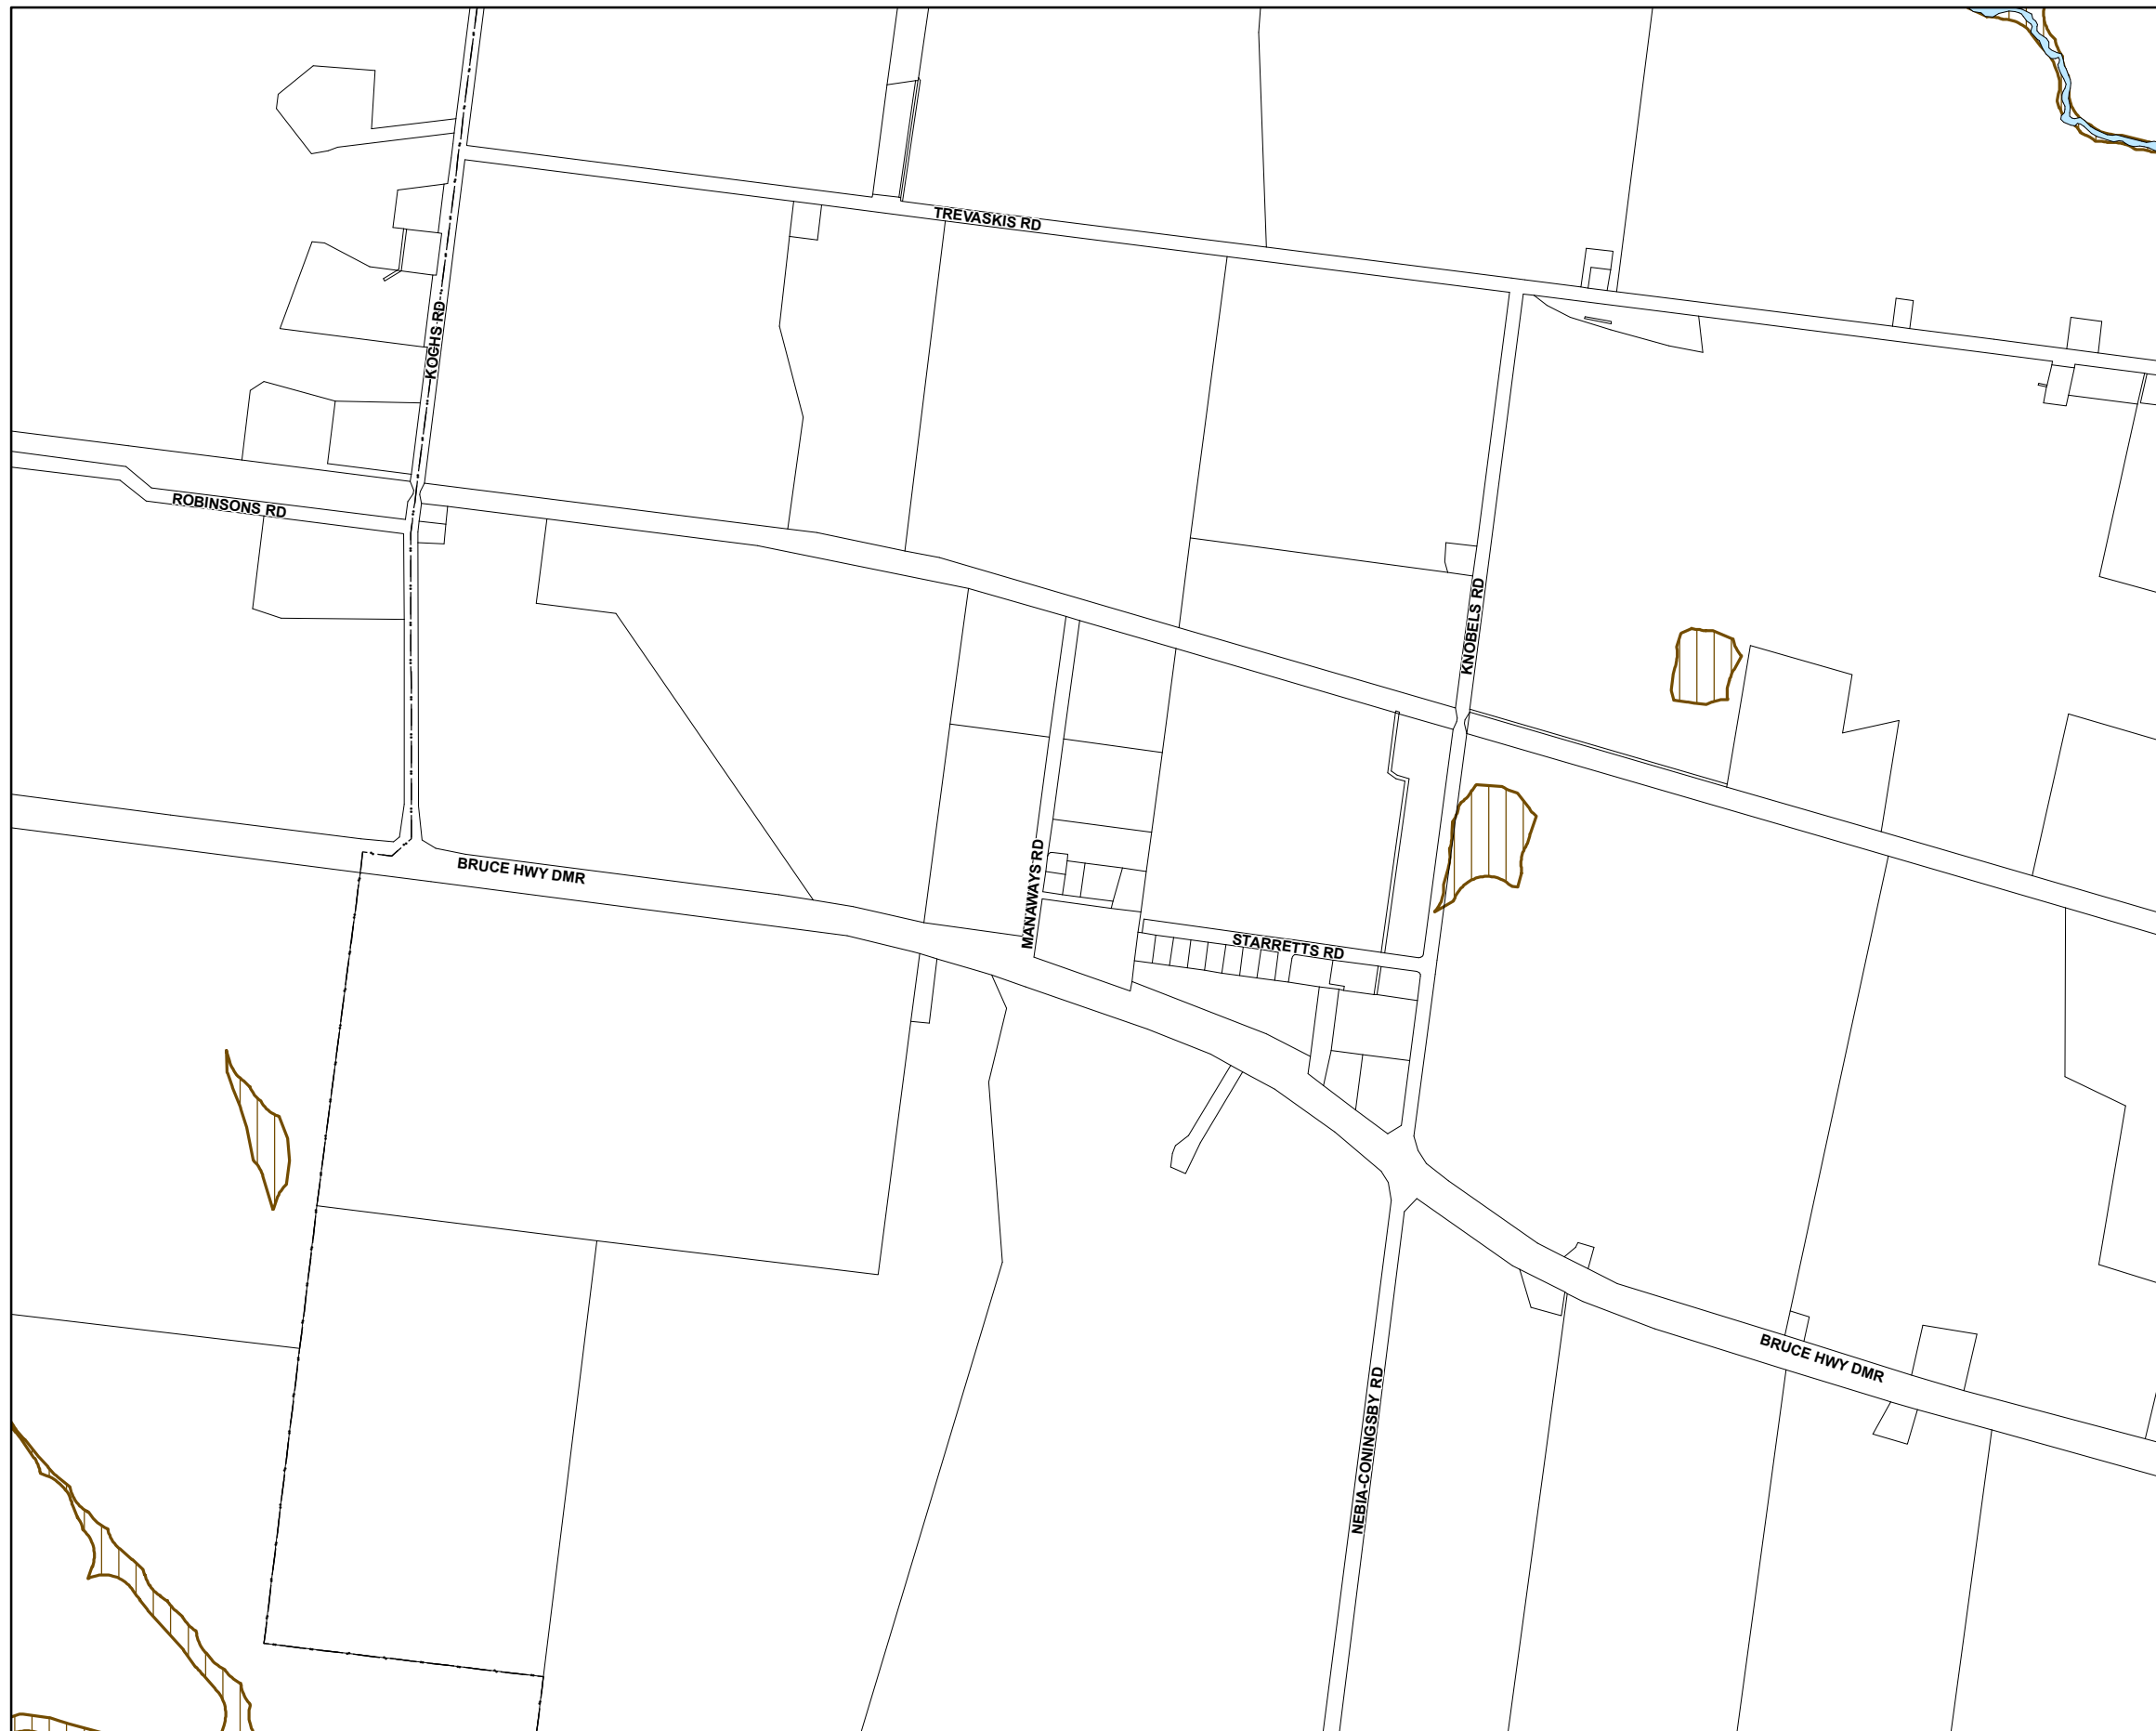 TREVASKIS RD
KOCHS RD
ROBINSONS RD
KNOBELS RD
BRUCE HWY DMR
MANAWAYS RD
STARRETTS RD
BRUCE HWY DMR
NEBIA-CONINGSBY RD